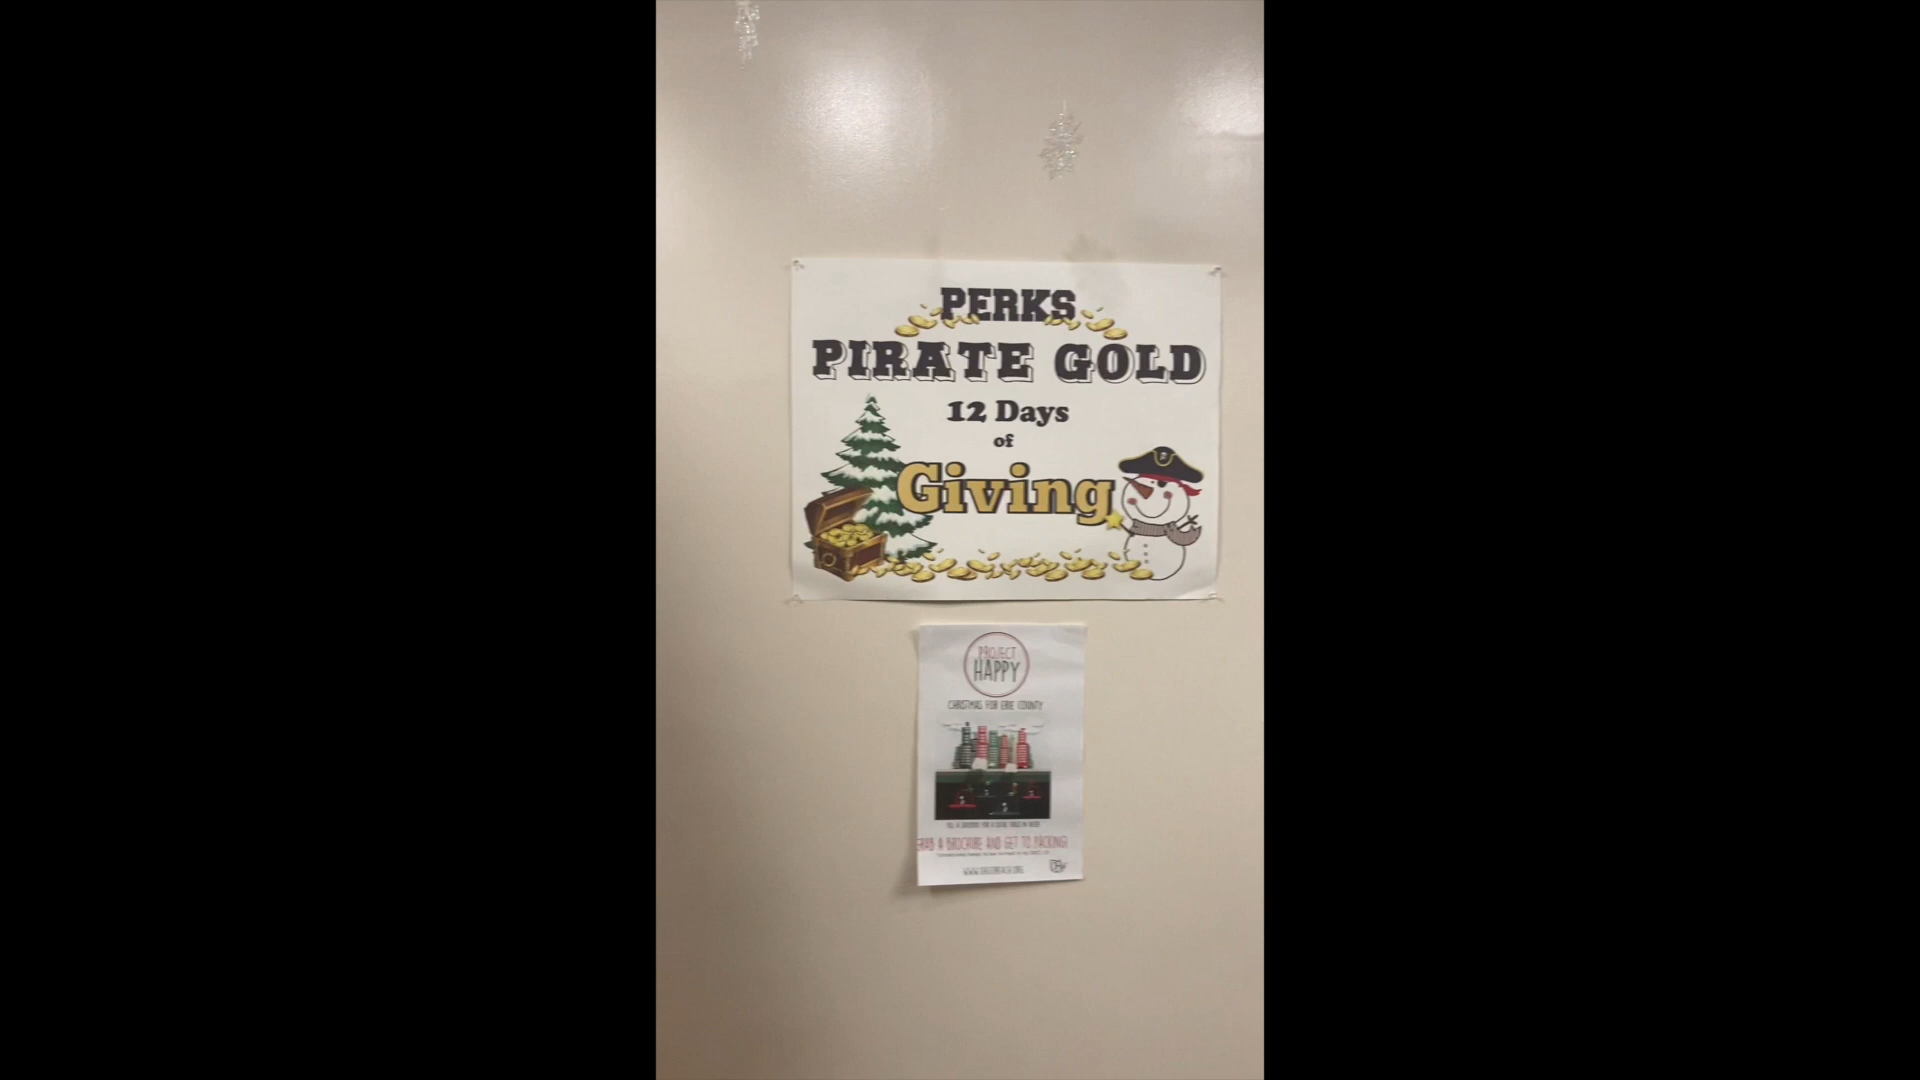 PERKS
PIRATE GOLD
12 Days
of
Giving
PROJECT
HAPPY
CHRISTMAS FOR ERIE COUNTY
GRAB A BROCHURE AND GET TO PACKING!